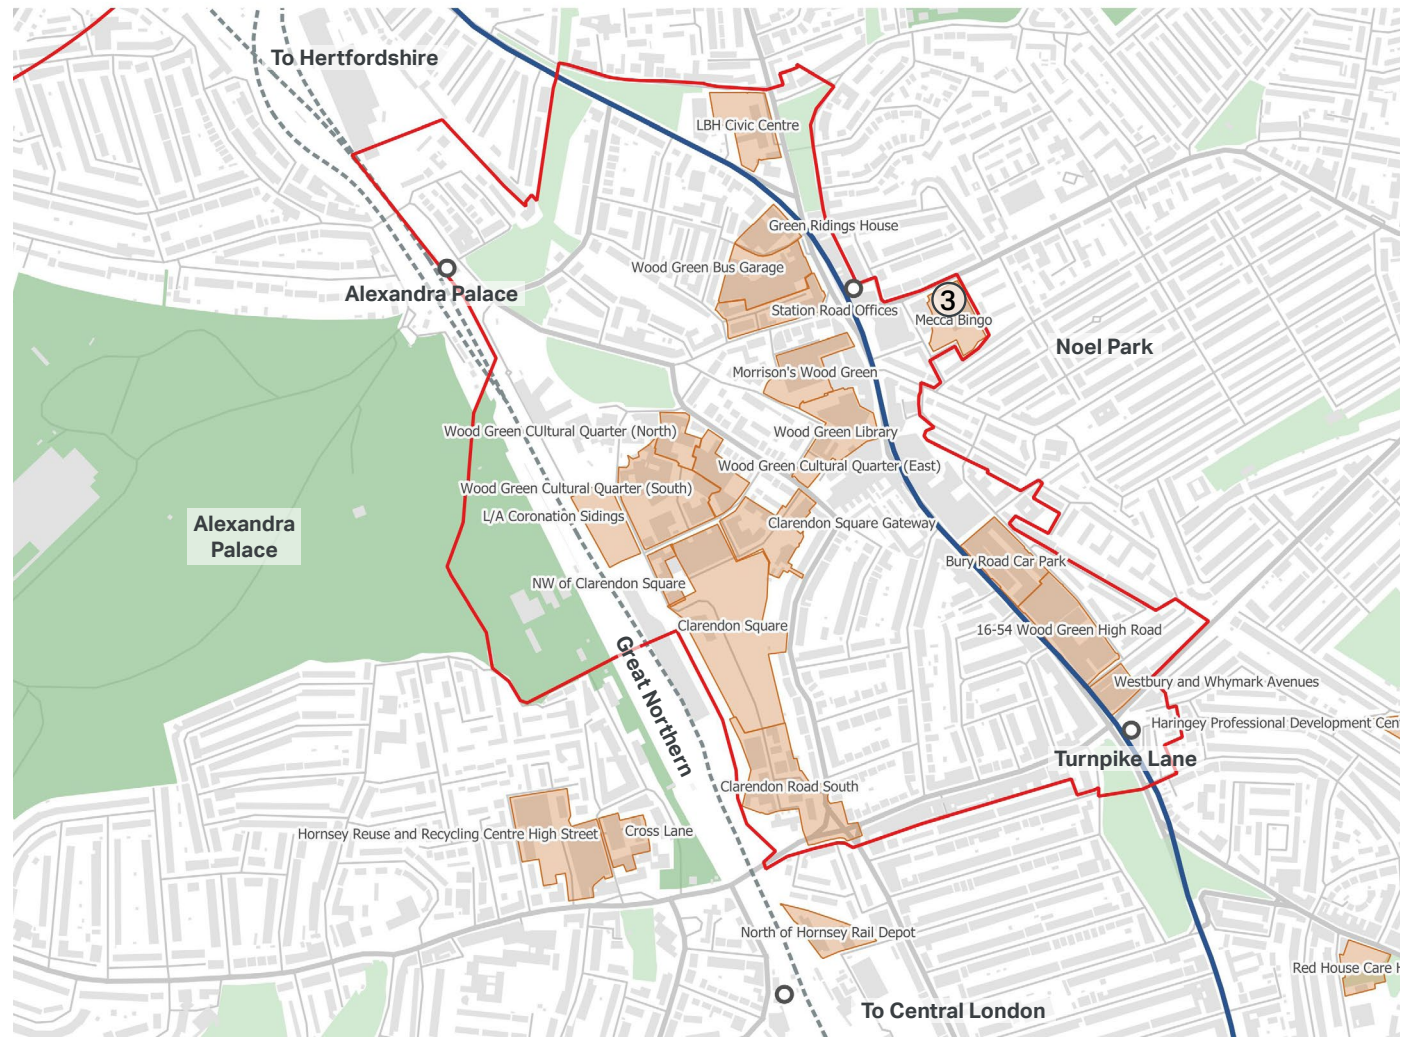 To Hertfordshire
LBH Civic Centre
Green Ridings House
Wood Green Bus Garage
Alexandra Palace
Station Road Offices
3
Mecca Bingo
Noel Park
Morrison's Wood Green
Wood Green CUltural Quarter (North)
Wood Green Library
Wood Green Cultural Quarter (East)
Wood Green Cultural Quarter (South)
L/A Coronation Sidings
Clarendon Square Gateway
Alexandra
Palace
Bury Road Car Park
NW of Clarendon Square
Clarendon Square
16-54 Wood Green High Road
Great Northern
Westbury and Whymark Avenues
Haringey Professional Development Cen
Turnpike Lane
Clarendon Road South
Hornsey Reuse and Recycling Centre High Street
Cross Lane
North of Hornsey Rail Depot
Red House Care H
To Central London